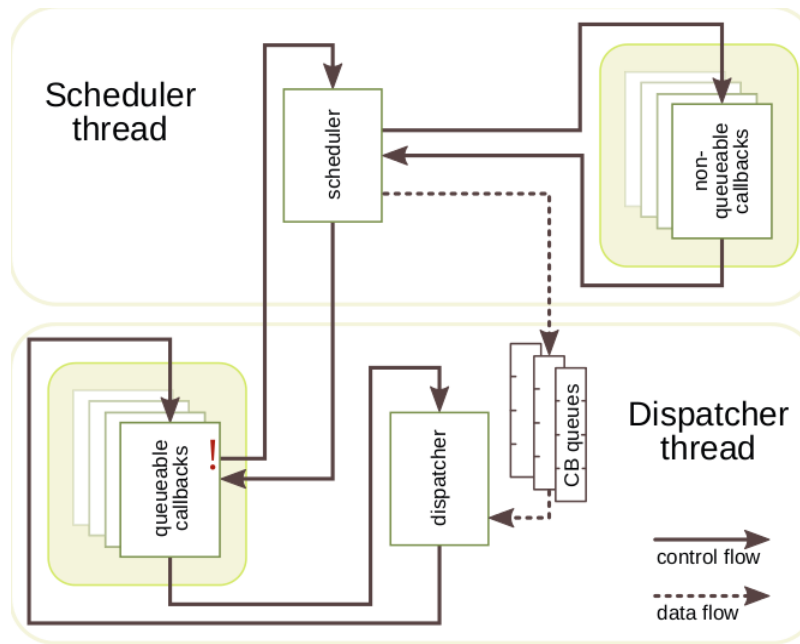 Scheduler
thread
scheduler
non-
queueable
callbacks
queueable
callbacks
!
dispatcher
CB queues
Dispatcher
thread
control flow
data flow